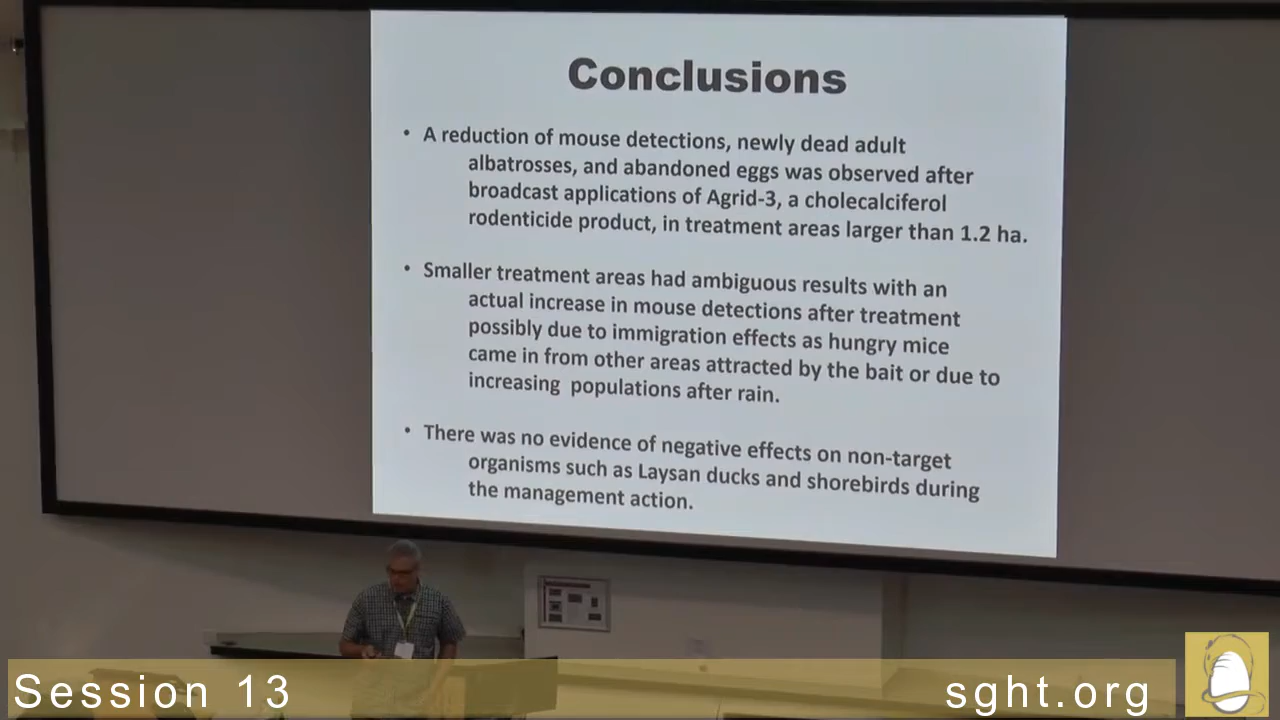 Conclusions
• A reduction of mouse detections, newly dead adult
albatrosses, and abandoned eggs was observed after
broadcast applications of Agrid-3, a cholecalciferol
rodenticide product, in treatment areas larger than 1.2 ha.
• Smaller treatment areas had ambiguous results with an
actual increase in mouse detections after treatment
possibly due to immigration effects as hungry mice
came in from other areas attracted by the bait or due to
increasing populations after rain.
• There was no evidence of negative effects on non-target
organisms such as Laysan ducks and shorebirds during
the management action.
Session 13
sght.org